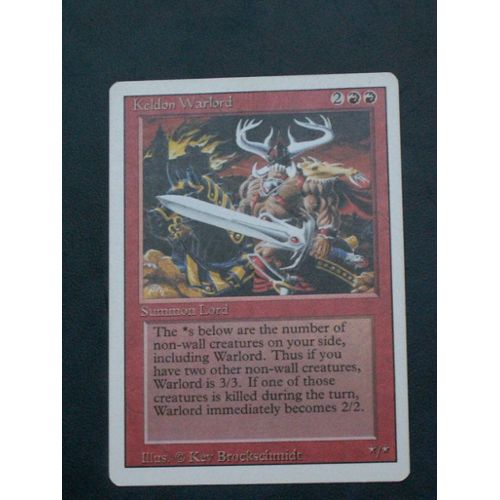 Keldon Warlord 2
Summon Lord
The *s below are the number of
non-wall creatures on your side,
including Warlord. Thus if you
have two other non-wall creatures,
Warlord is 3/3. If one of those
creatures is killed during the turn,
Warlord immediately becomes 2/2.
Illus. © Kev Brockschmidt */*